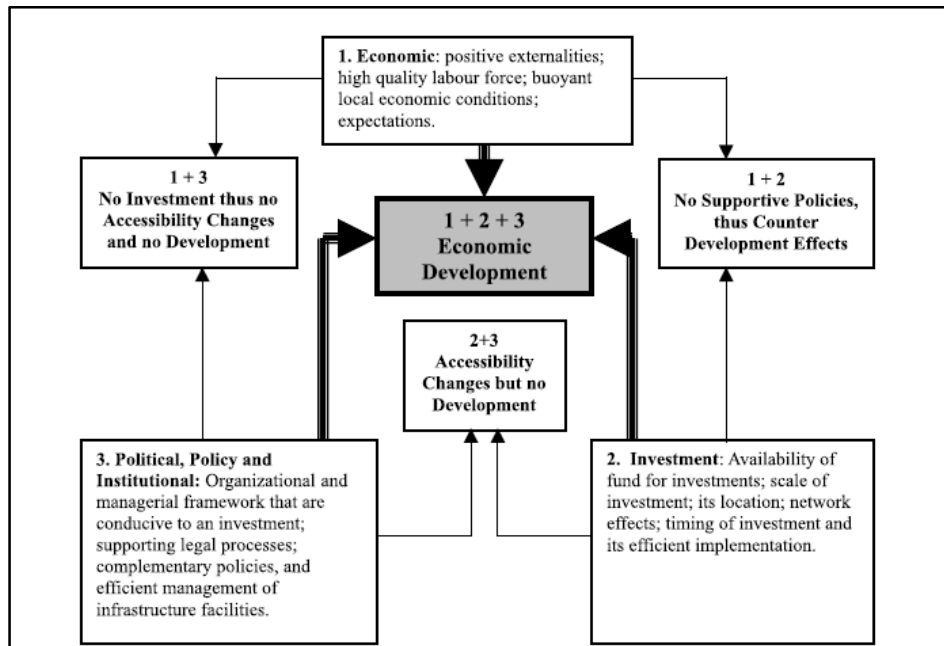 1. Economic: positive externalities;
high quality labour force; buoyant
local economic conditions;
expectations.
1 + 3
No Investment thus no
Accessibility Changes
and no Development
1 + 2 + 3
Economic
Development
1 + 2
No Supportive Policies,
thus Counter
Development Effects
2+3
Accessibility
Changes but no
Development
3. Political, Policy and
Institutional: Organizational and
managerial framework that are
conducive to an investment;
supporting legal processes;
complementary policies, and
efficient management of
infrastructure facilities.
2. Investment: Availability of
fund for investments; scale of
investment; its location; network
effects; timing of investment and
its efficient implementation.